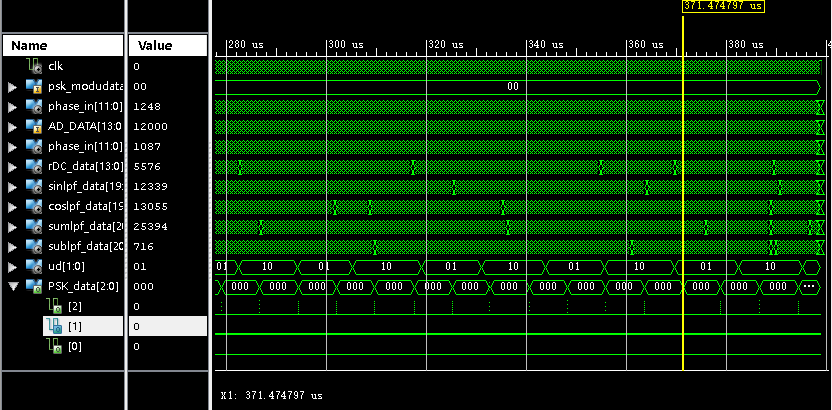 371.474797 us
Name Value 280 us 300 us 320 us 340 us 360 us 380 us 4
clk 0
psk_modudata 00 00
phase_in[11:0] 1248
AD_DATA[13:0 12000
phase_in[11:0] 1087
rDC_data[13:0] 5576
sinlpf_data[19: 12339
coslpf_data[19 13055
sumlpf_data[20 25394
sublpf_data[20 716
ud[1:0] 01 01 10 01 10 01 10 01 10 01 10
PSK_data[2:0] 000 000 000 000 000 000 000 000 000 000 000 000 000 000 000 000 ...
[2] 0
[1] 0
[0] 0
X1: 371.474797 us